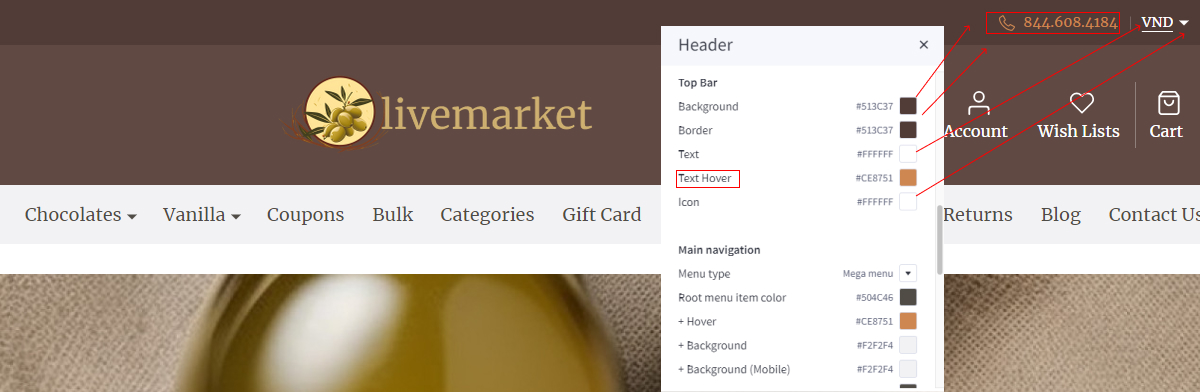 844.608.4184
VND
Header
Top Bar
Background #513C37
Border #513C37
Text #FFFFFF
Text Hover #CE8751
Icon #FFFFFF
Main navigation
Menu type Mega menu
Root menu item color #504C46
+ Hover #CE8751
+ Background #F2F2F4
+ Background (Mobile) #F2F2F4
livemarket
Account
Wish Lists
Cart
Chocolates
Vanilla
Coupons
Bulk
Categories
Gift Card
Returns
Blog
Contact Us